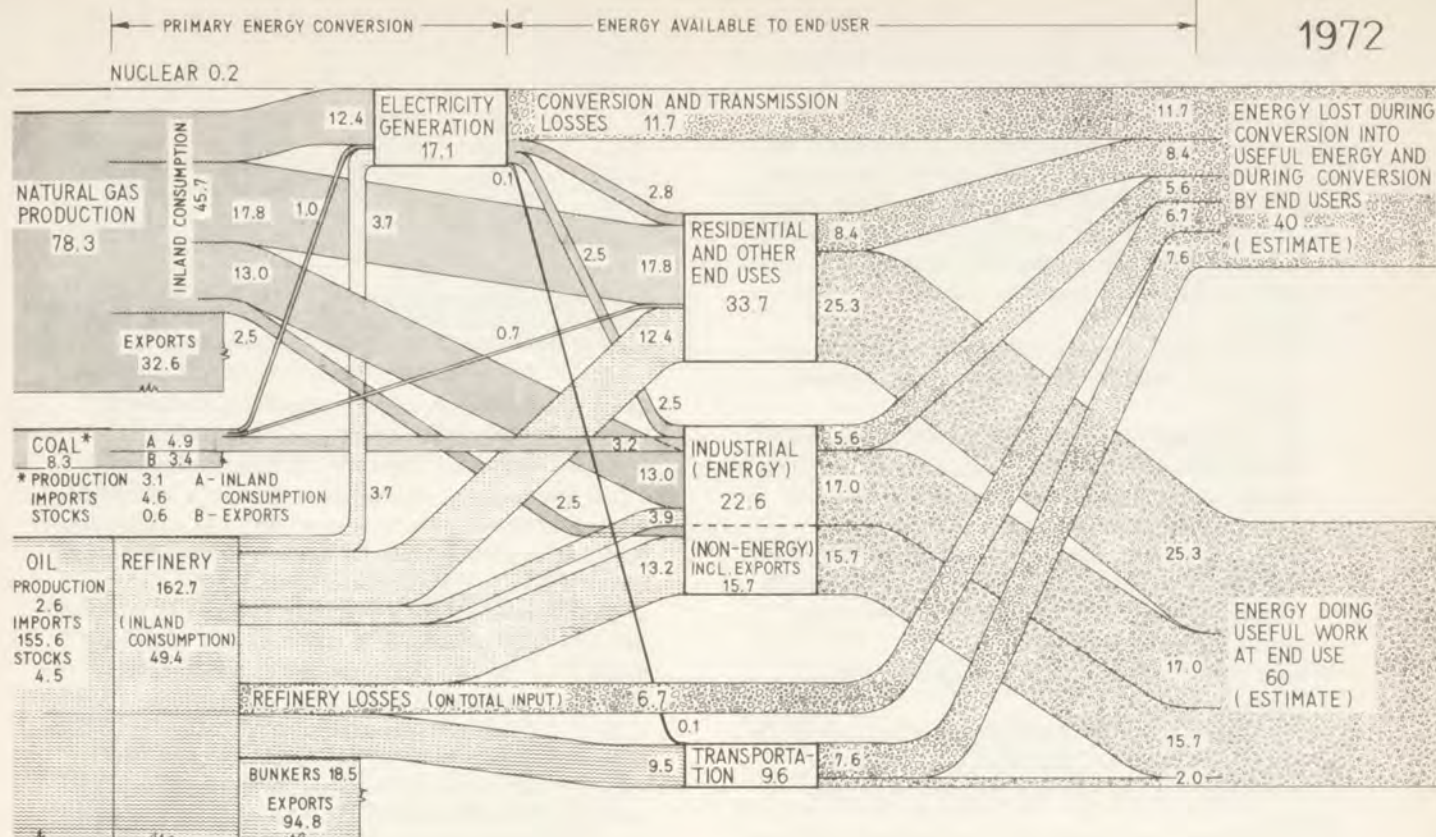 PRIMARY ENERGY CONVERSION
ENERGY AVAILABLE TO END USER
1972
NUCLEAR 0.2
NATURAL GAS
PRODUCTION
78.3
INLAND CONSUMPTION
45.7
12.4
17.8
13.0
2.5
EXPORTS
32.6
1.0
3.7
ELECTRICITY
GENERATION
17.1
CONVERSION AND TRANSMISSION
LOSSES 11.7
0.1
2.8
2.5
0.7
17.8
12.4
2.5
RESIDENTIAL
AND OTHER
END USES
33.7
8.4
25.3
11.7
8.4
5.6
6.7
7.6
ENERGY LOST DURING
CONVERSION INTO
USEFUL ENERGY AND
DURING CONVERSION
BY END USERS
40
( ESTIMATE )
COAL*
8.3
A 4.9
B 3.4
* PRODUCTION 3.1 A - INLAND
IMPORTS 4.6 CONSUMPTION
STOCKS 0.6 B - EXPORTS
3.7
3.2
13.0
2.5
3.9
13.2
INDUSTRIAL
( ENERGY )
22.6
(NON-ENERGY)
INCL. EXPORTS
15.7
5.6
17.0
15.7
OIL
PRODUCTION
2.6
IMPORTS
155.6
STOCKS
4.5
REFINERY
162.7
(INLAND
CONSUMPTION)
49.4
REFINERY LOSSES (ON TOTAL INPUT) 6.7
0.1
9.5
TRANSPORTA-
TION 9.6
7.6
BUNKERS 18.5
EXPORTS
94.8
25.3
17.0
15.7
2.0
ENERGY DOING
USEFUL WORK
AT END USE
60
( ESTIMATE )